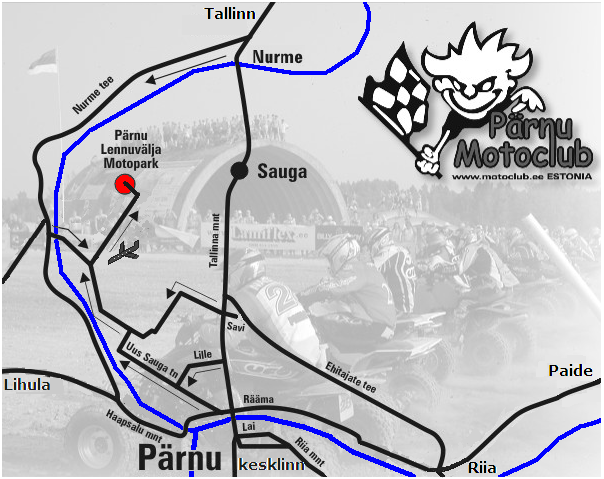 Tallinn
Nurme
Nurme tee
Pärnu
Lennuvälja
Motopark
Sauga
Pärnu
Motoclub
www.motoclub.ee ESTONIA
Tallinna mnt
Savi
Uus Sauga tn
Lille
Ehitajate tee
Lihula
Paide
Haapsalu mnt
Rääma
Lai
Riia mnt
Pärnu
kesklinn
Riia